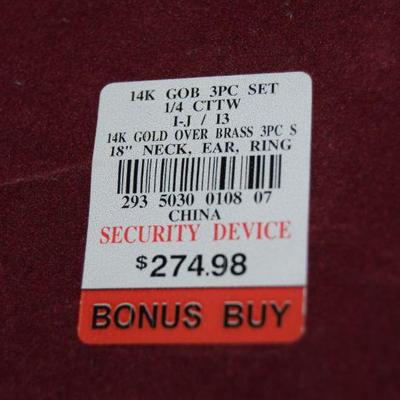 14K GOB 3PC SET
1/4 CTTW
I-J / I3
14K GOLD OVER BRASS 3PC S
18" NECK, EAR, RING
293 5030 0108 07
CHINA
SECURITY DEVICE
$274.98
BONUS BUY